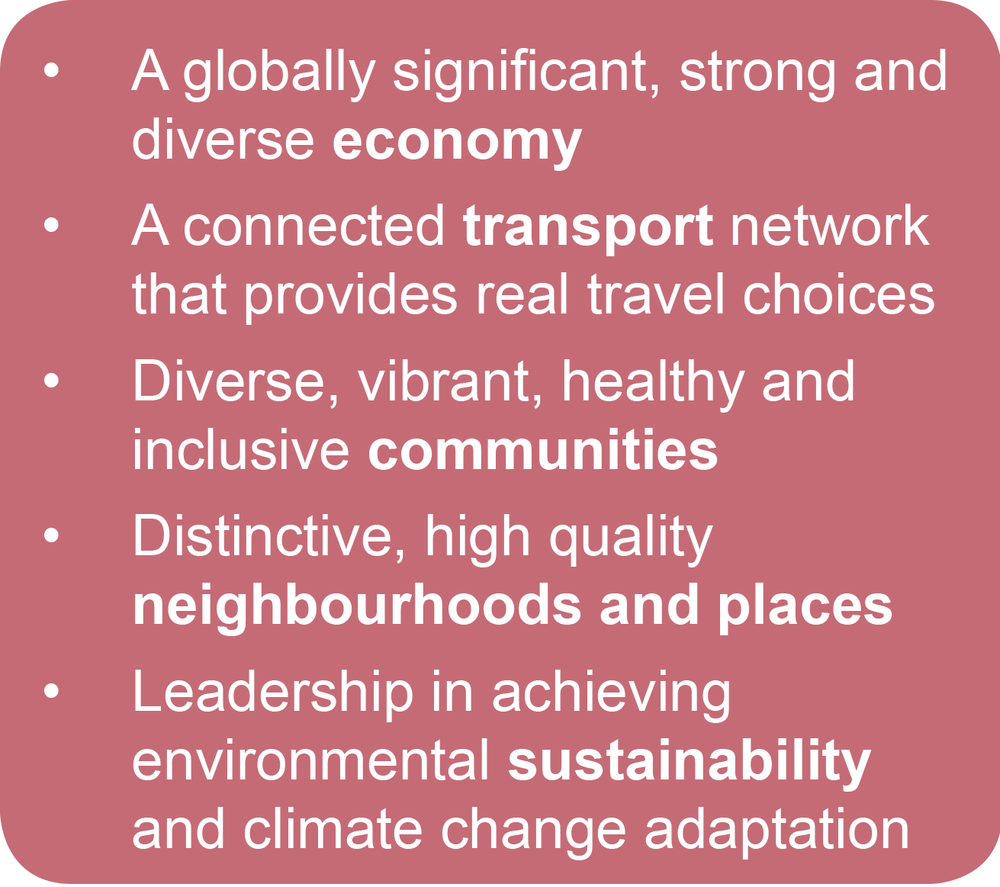 • A globally significant, strong and
diverse economy
• A connected transport network
that provides real travel choices
• Diverse, vibrant, healthy and
inclusive communities
• Distinctive, high quality
neighbourhoods and places
• Leadership in achieving
environmental sustainability
and climate change adaptation